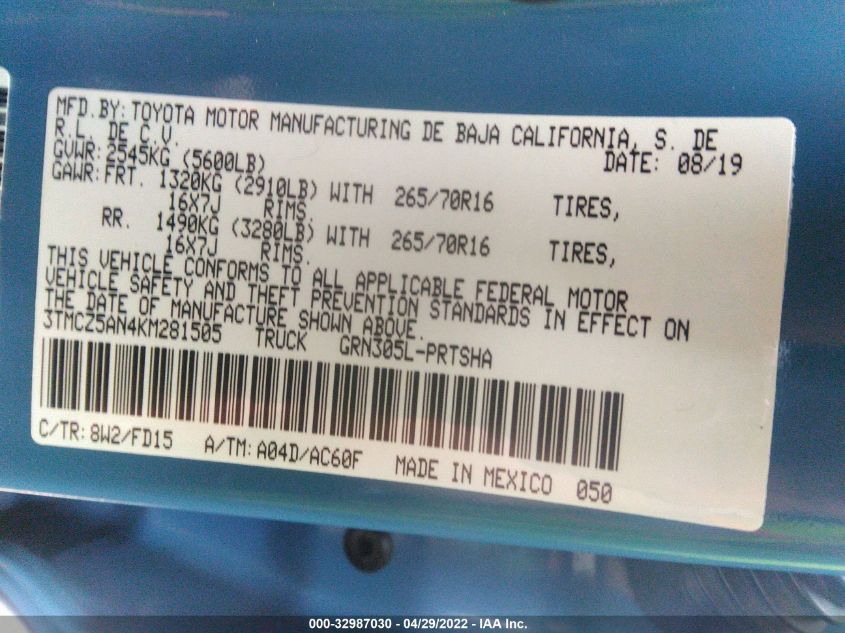 MFD.BY: TOYOTA MOTOR MANUFACTURING DE BAJA CALIFORNIA, S. DE
R.L. DE C.V. DATE: 08/19
GVWR: 2545KG (5600LB)
GAWR: FRT. 1320KG (2910LB) WITH 265/70R16 TIRES,
16X7J RIMS.
RR. 1490KG (3280LB) WITH 265/70R16 TIRES,
16X7J RIMS.
THIS VEHICLE CONFORMS TO ALL APPLICABLE FEDERAL MOTOR
VEHICLE SAFETY AND THEFT PREVENTION STANDARDS IN EFFECT ON
THE DATE OF MANUFACTURE SHOWN ABOVE.
3TMCZ5AN4KM281505 TRUCK GRN305L-PRTSHA
C/TR: 8W2/FD15 A/TM: A04D/AC60F MADE IN MEXICO 050
000-32987030 - 04/29/2022 - IAA Inc.